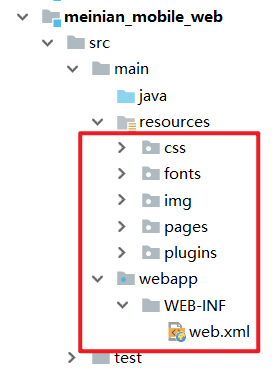 meinian_mobile_web
src
main
java
resources
css
fonts
img
pages
plugins
webapp
WEB-INF
web.xml
test